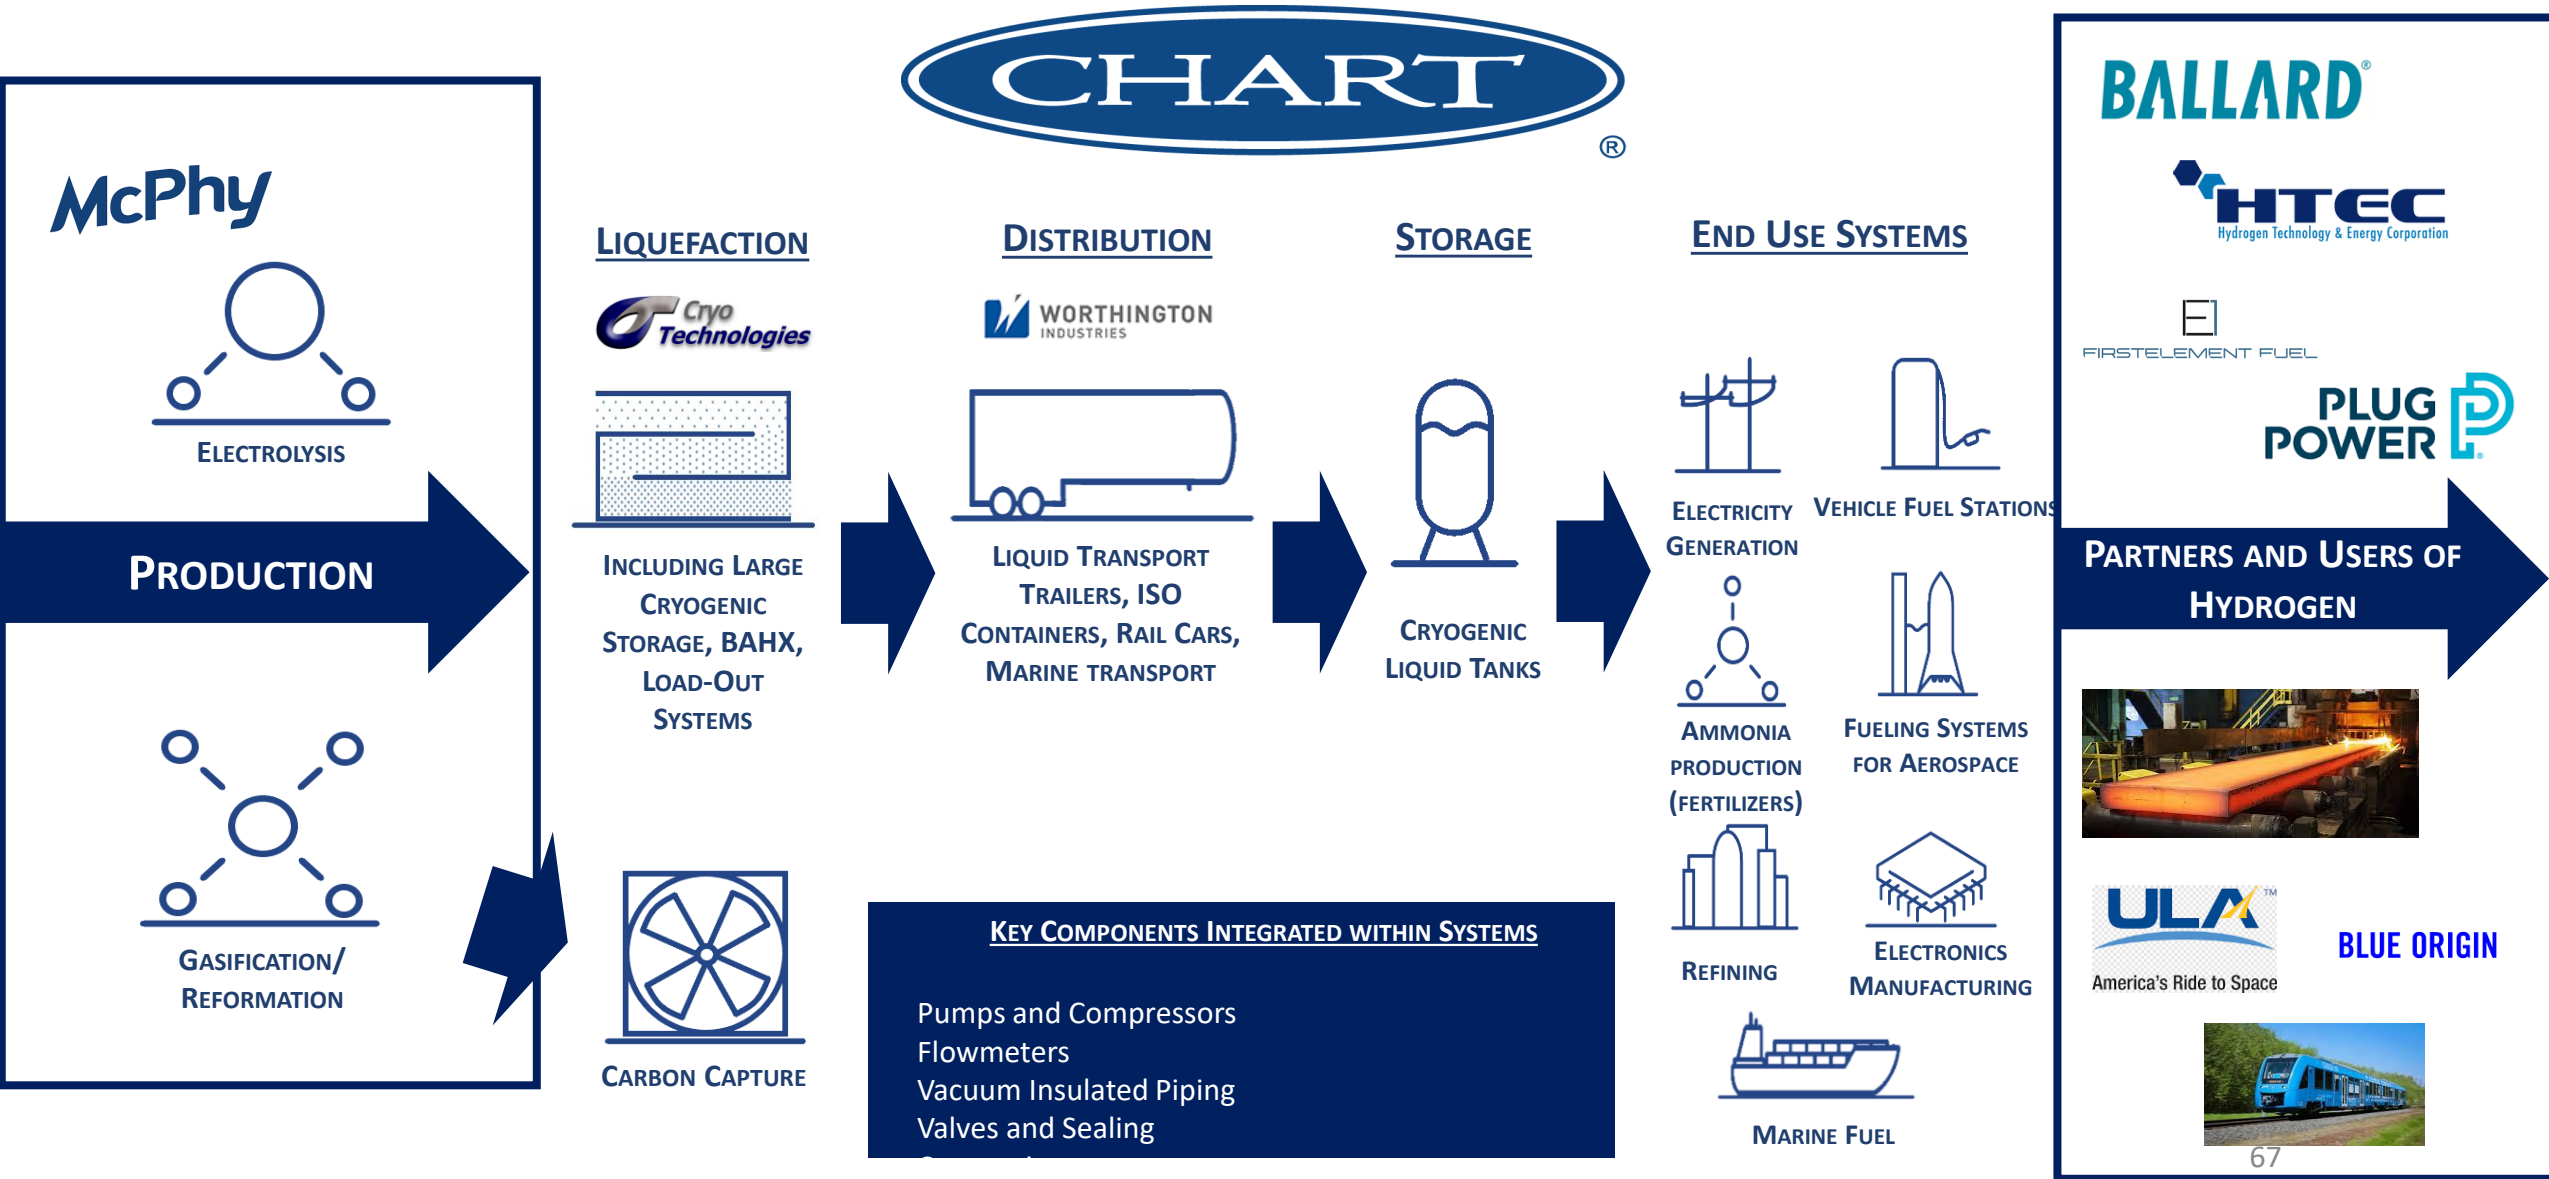 CHART
®
McPhy
ELECTROLYSIS
PRODUCTION
GASIFICATION/
REFORMATION
LIQUEFACTION
Cryo
Technologies
INCLUDING LARGE
CRYOGENIC
STORAGE, BAHX,
LOAD-OUT
SYSTEMS
CARBON CAPTURE
DISTRIBUTION
WORTHINGTON
INDUSTRIES
LIQUID TRANSPORT
TRAILERS, ISO
CONTAINERS, RAIL CARS,
MARINE TRANSPORT
STORAGE
CRYOGENIC
LIQUID TANKS
KEY COMPONENTS INTEGRATED WITHIN SYSTEMS
Pumps and Compressors
Flowmeters
Vacuum Insulated Piping
Valves and Sealing
END USE SYSTEMS
ELECTRICITY
GENERATION
VEHICLE FUEL STATIONS
AMMONIA
PRODUCTION
(FERTILIZERS)
FUELING SYSTEMS
FOR AEROSPACE
REFINING
ELECTRONICS
MANUFACTURING
MARINE FUEL
BALLARD®
HTEC
Hydrogen Technology & Energy Corporation
FIRSTELEMENT FUEL
PLUG
POWER
PARTNERS AND USERS OF
HYDROGEN
ULA™
America's Ride to Space
BLUE ORIGIN
67